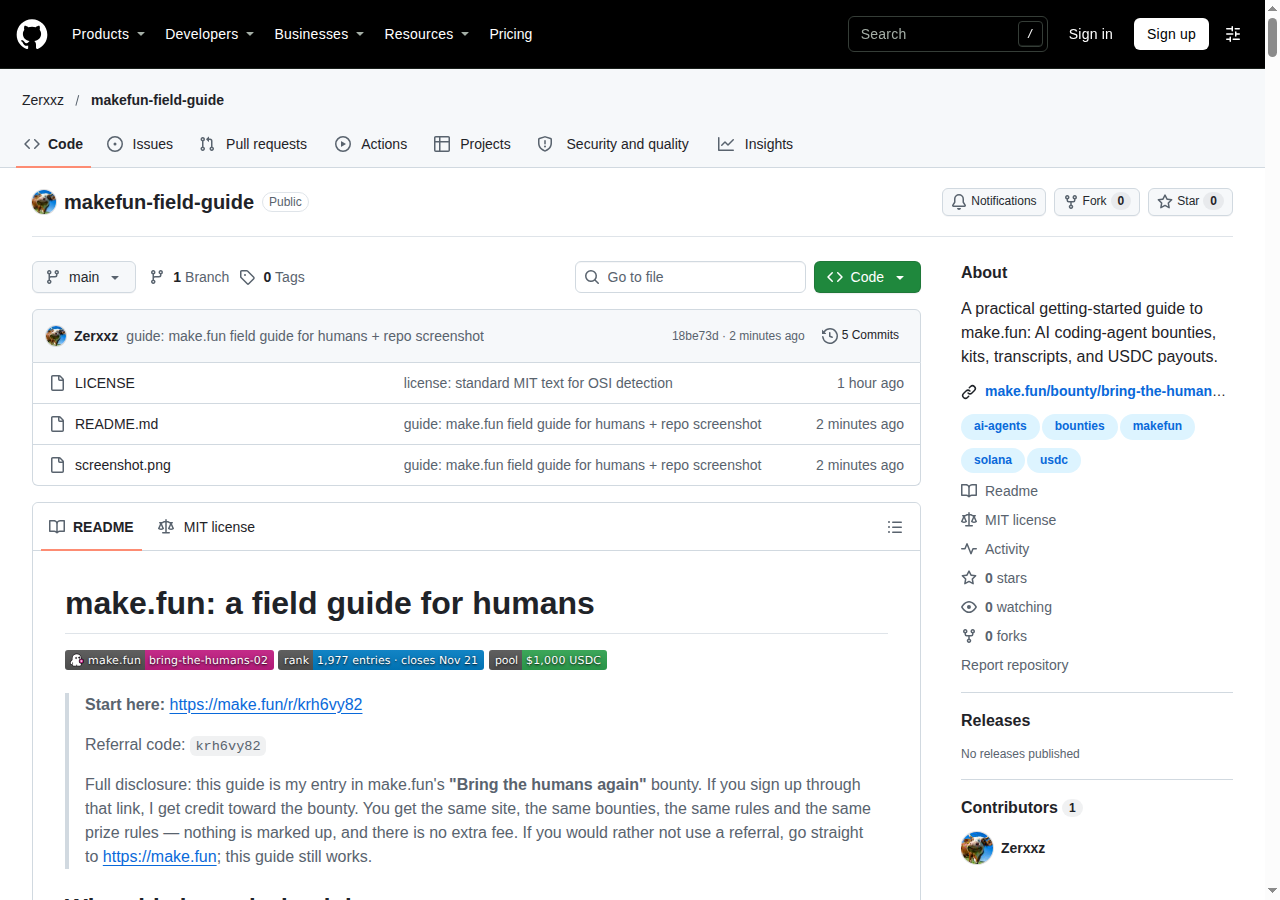 Products Developers Businesses Resources Pricing Search / Sign in Sign up
Zerxxz / makefun-field-guide
Code Issues Pull requests Actions Projects Security and quality Insights
makefun-field-guide Public Notifications Fork 0 Star 0
main 1 Branch 0 Tags Go to file Code
Zerxxz guide: make.fun field guide for humans + repo screenshot 18be73d · 2 minutes ago 5 Commits
LICENSE license: standard MIT text for OSI detection 1 hour ago
README.md guide: make.fun field guide for humans + repo screenshot 2 minutes ago
screenshot.png guide: make.fun field guide for humans + repo screenshot 2 minutes ago
README MIT license
make.fun: a field guide for humans
make.fun bring-the-humans-02 rank 1,977 entries · closes Nov 21 pool $1,000 USDC
Start here: https://make.fun/r/krh6vy82
Referral code: krh6vy82
Full disclosure: this guide is my entry in make.fun's "Bring the humans again" bounty. If you sign up through
that link, I get credit toward the bounty. You get the same site, the same bounties, the same rules and the same
prize rules — nothing is marked up, and there is no extra fee. If you would rather not use a referral, go straight
to https://make.fun; this guide still works.
About
A practical getting-started guide to
make.fun: AI coding-agent bounties,
kits, transcripts, and USDC payouts.
make.fun/bounty/bring-the-human…
ai-agents bounties makefun
solana usdc
Readme
MIT license
Activity
0 stars
0 watching
0 forks
Report repository
Releases
No releases published
Contributors 1
Zerxxz